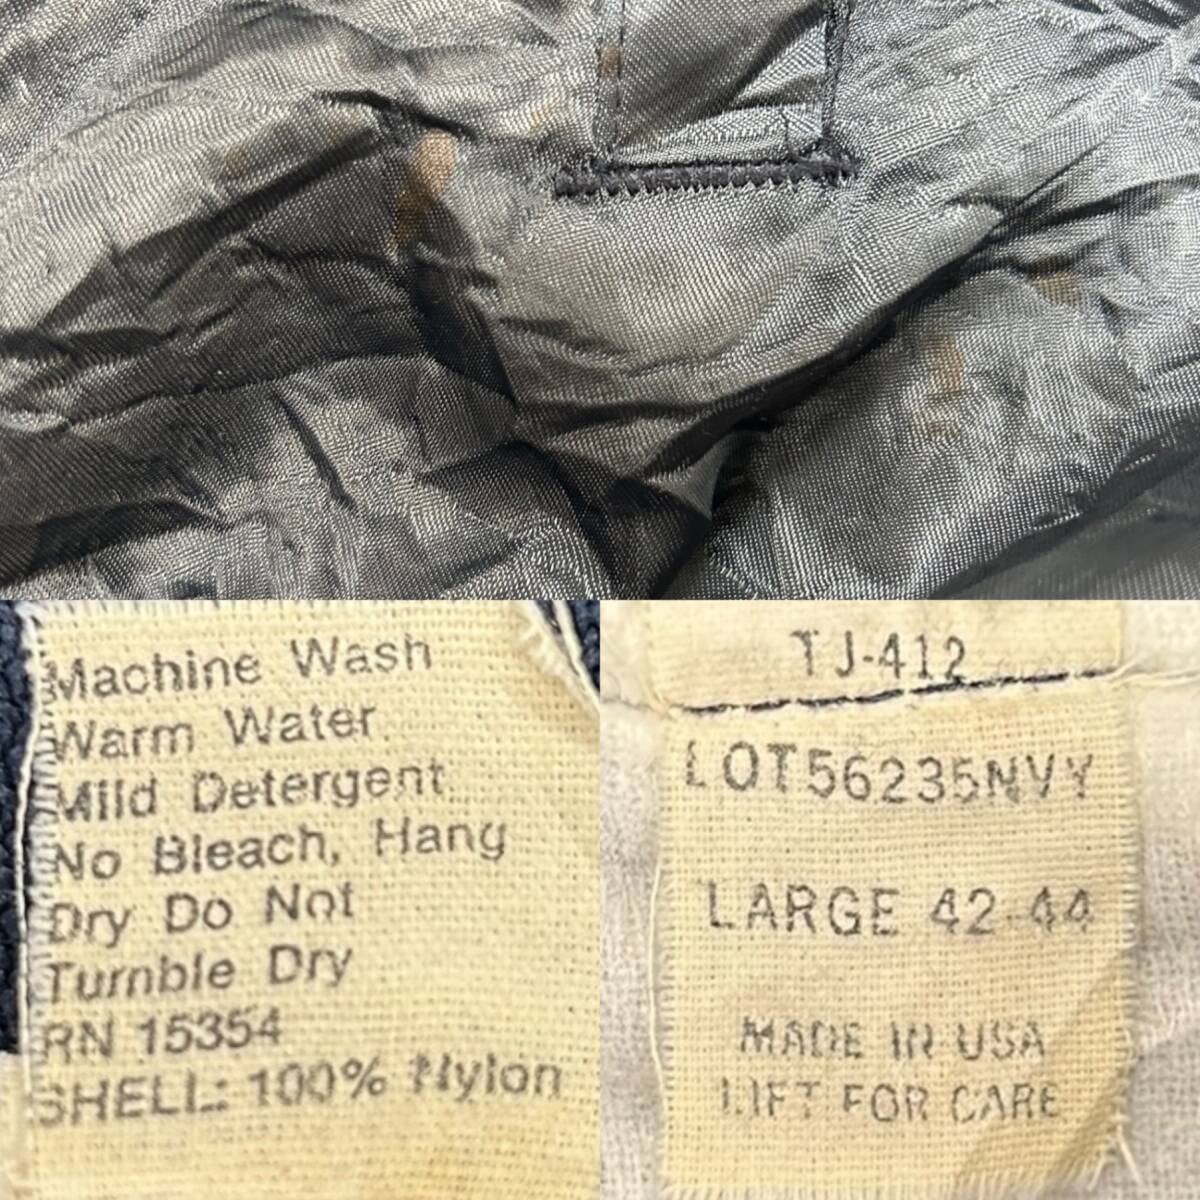 Machine Wash
Warm Water
Mild Detergent
No Bleach, Hang
Dry Do Not
Tumble Dry
RN 15354
SHELL: 100% Nylon
TJ-412
LOT56235NVY
LARGE 42-44
MADE IN USA
LIFT FOR CARE